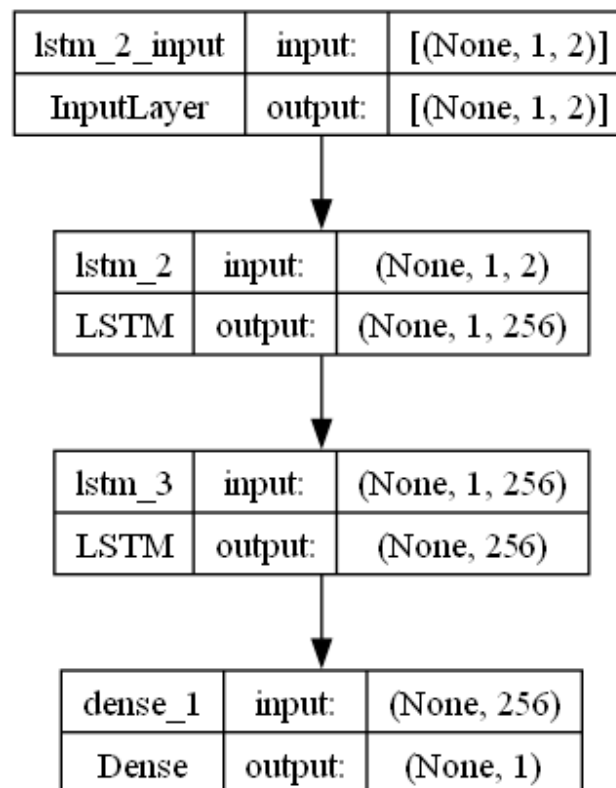 lstm_2_input input: [(None, 1, 2)]
InputLayer output: [(None, 1, 2)]
lstm_2 input: (None, 1, 2)
LSTM output: (None, 1, 256)
lstm_3 input: (None, 1, 256)
LSTM output: (None, 256)
dense_1 input: (None, 256)
Dense output: (None, 1)